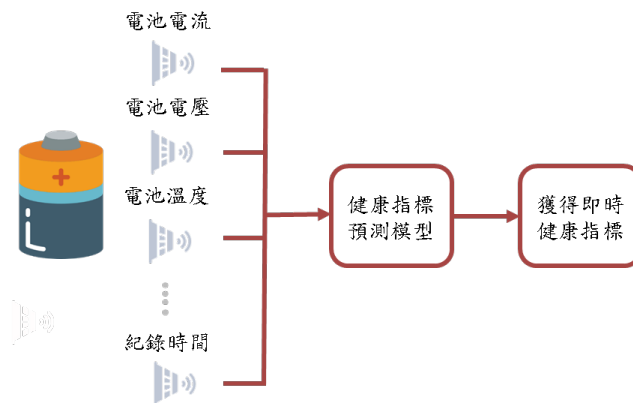 電池電流
電池電壓
電池溫度
紀錄時間
健康指標
預測模型
獲得即時
健康指標